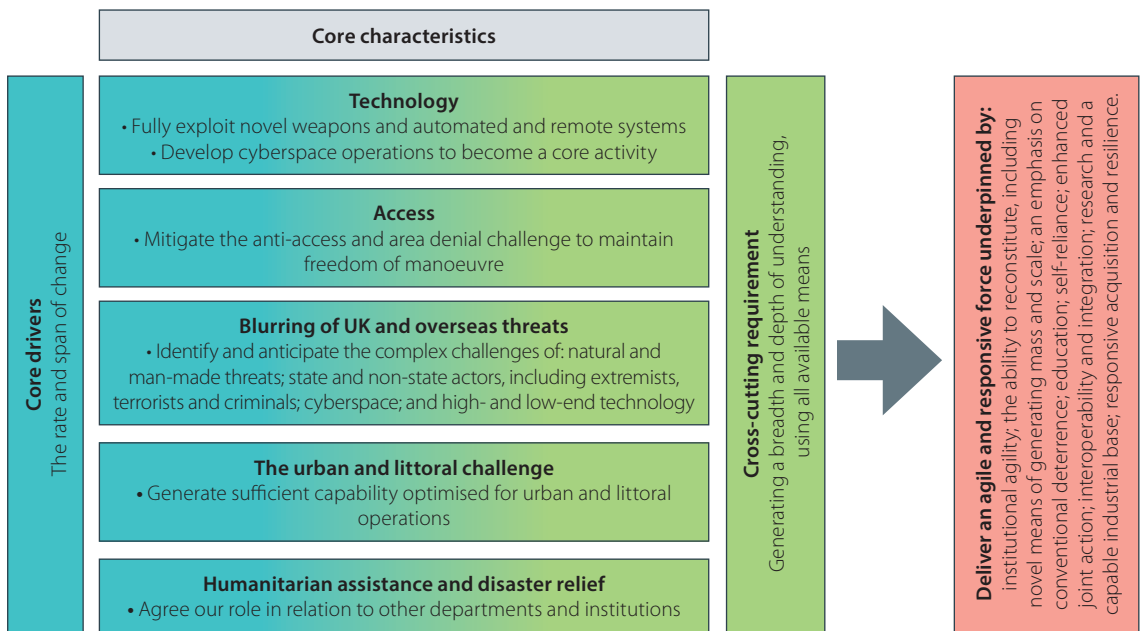 Core characteristics
Core drivers
The rate and span of change
Technology
• Fully exploit novel weapons and automated and remote systems
• Develop cyberspace operations to become a core activity
Access
• Mitigate the anti-access and area denial challenge to maintain
freedom of manoeuvre
Blurring of UK and overseas threats
• Identify and anticipate the complex challenges of: natural and
man-made threats; state and non-state actors, including extremists,
terrorists and criminals; cyberspace; and high- and low-end technology
The urban and littoral challenge
• Generate sufficient capability optimised for urban and littoral
operations
Humanitarian assistance and disaster relief
• Agree our role in relation to other departments and institutions
Cross-cutting requirement
Generating a breadth and depth of understanding,
using all available means
Deliver an agile and responsive force underpinned by:
institutional agility; the ability to reconstitute, including
novel means of generating mass and scale; an emphasis on
conventional deterrence; education; self-reliance; enhanced
joint action; interoperability and integration; research and a
capable industrial base; responsive acquisition and resilience.